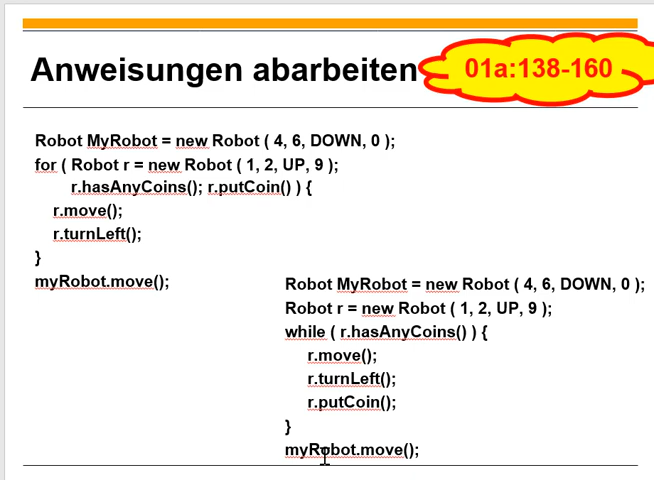 Anweisungen abarbeiten
01a:138-160
Robot MyRobot = new Robot ( 4, 6, DOWN, 0 );
for ( Robot r = new Robot ( 1, 2, UP, 9 );
r.hasAnyCoins(); r.putCoin() ) {
r.move();
r.turnLeft();
}
myRobot.move();
Robot MyRobot = new Robot ( 4, 6, DOWN, 0 );
Robot r = new Robot ( 1, 2, UP, 9 );
while ( r.hasAnyCoins() ) {
r.move();
r.turnLeft();
r.putCoin();
}
myRobot.move();